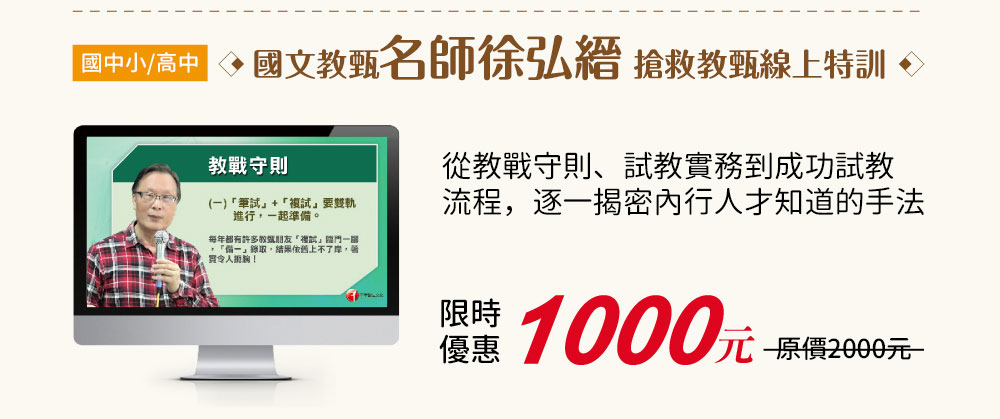 國中小/高中
國文教甄名師徐弘縉 搶救教甄線上特訓
教戰守則
(一)「筆試」+「複試」要雙軌
進行，一起準備。
每年都有許多教甄朋友「複試」臨門一腳
，「備一」錄取，結果依舊上不了岸，著
實令人扼腕！
從教戰守則、試教實務到成功試教
流程，逐一揭密內行人才知道的手法
限時
優惠
1000元
原價2000元